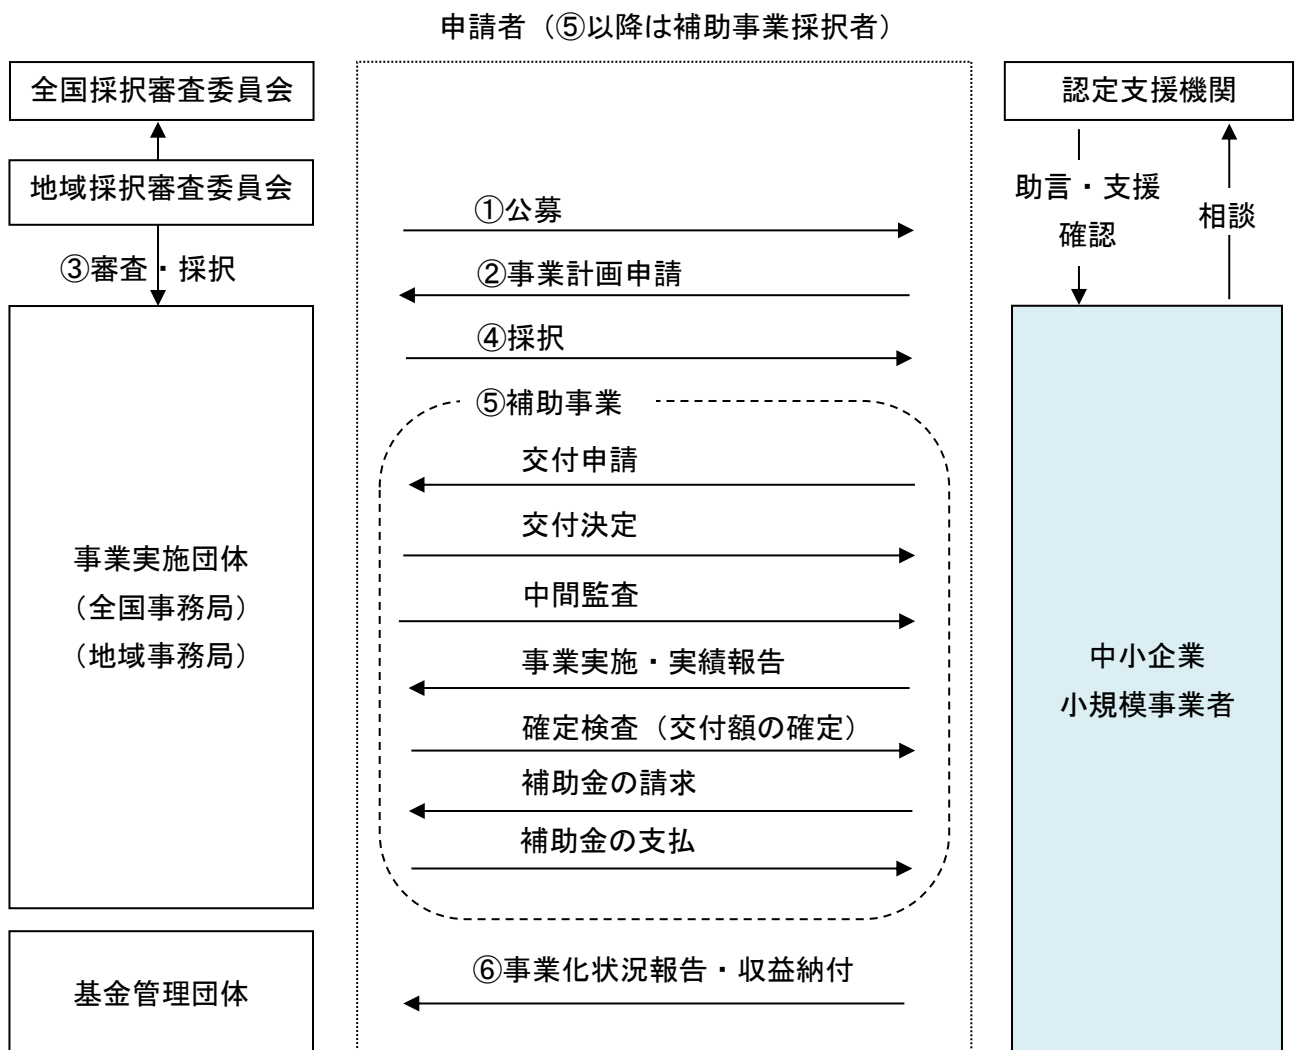 申請者（⑤以降は補助事業採択者）
全国採択審査委員会
地域採択審査委員会
③審査・採択
事業実施団体
（全国事務局）
（地域事務局）
基金管理団体
①公募
②事業計画申請
④採択
⑤補助事業
交付申請
交付決定
中間監査
事業実施・実績報告
確定検査（交付額の確定）
補助金の請求
補助金の支払
⑥事業化状況報告・収益納付
認定支援機関
助言・支援
確認
相談
中小企業
小規模事業者